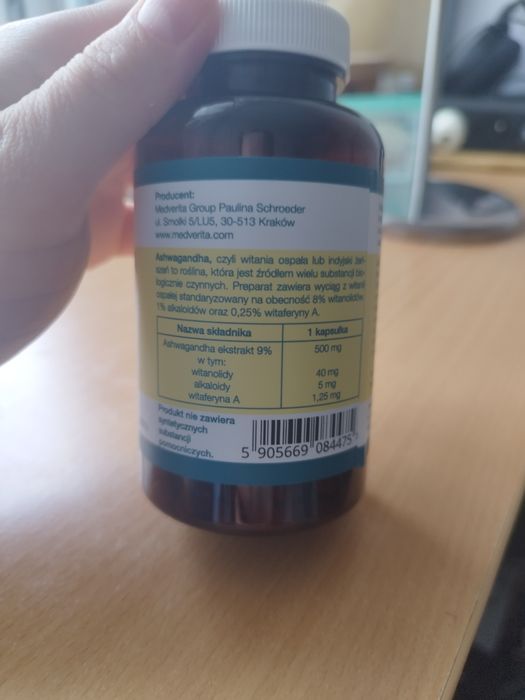 Producent:
Medverita Group Paulina Schroeder
ul. Smolki 5/LU5, 30-513 Kraków
www.medverita.com
Ashwagandha, czyli witania ospała lub indyjski żeń-
szeń to roślina, która jest źródłem wielu substancji bio-
logicznie czynnych. Preparat zawiera wyciąg z witanii
ospałej standaryzowany na obecność 8% witanolidów,
1% alkaloidów oraz 0,25% witaferyny A.
Nazwa składnika 1 kapsułka
Ashwagandha ekstrakt 9% 500 mg
w tym:
witanolidy 40 mg
alkaloidy 5 mg
witaferyna A 1,25 mg
Produkt nie zawiera
syntetycznych
substancji
pomocniczych.
5 905669 084475